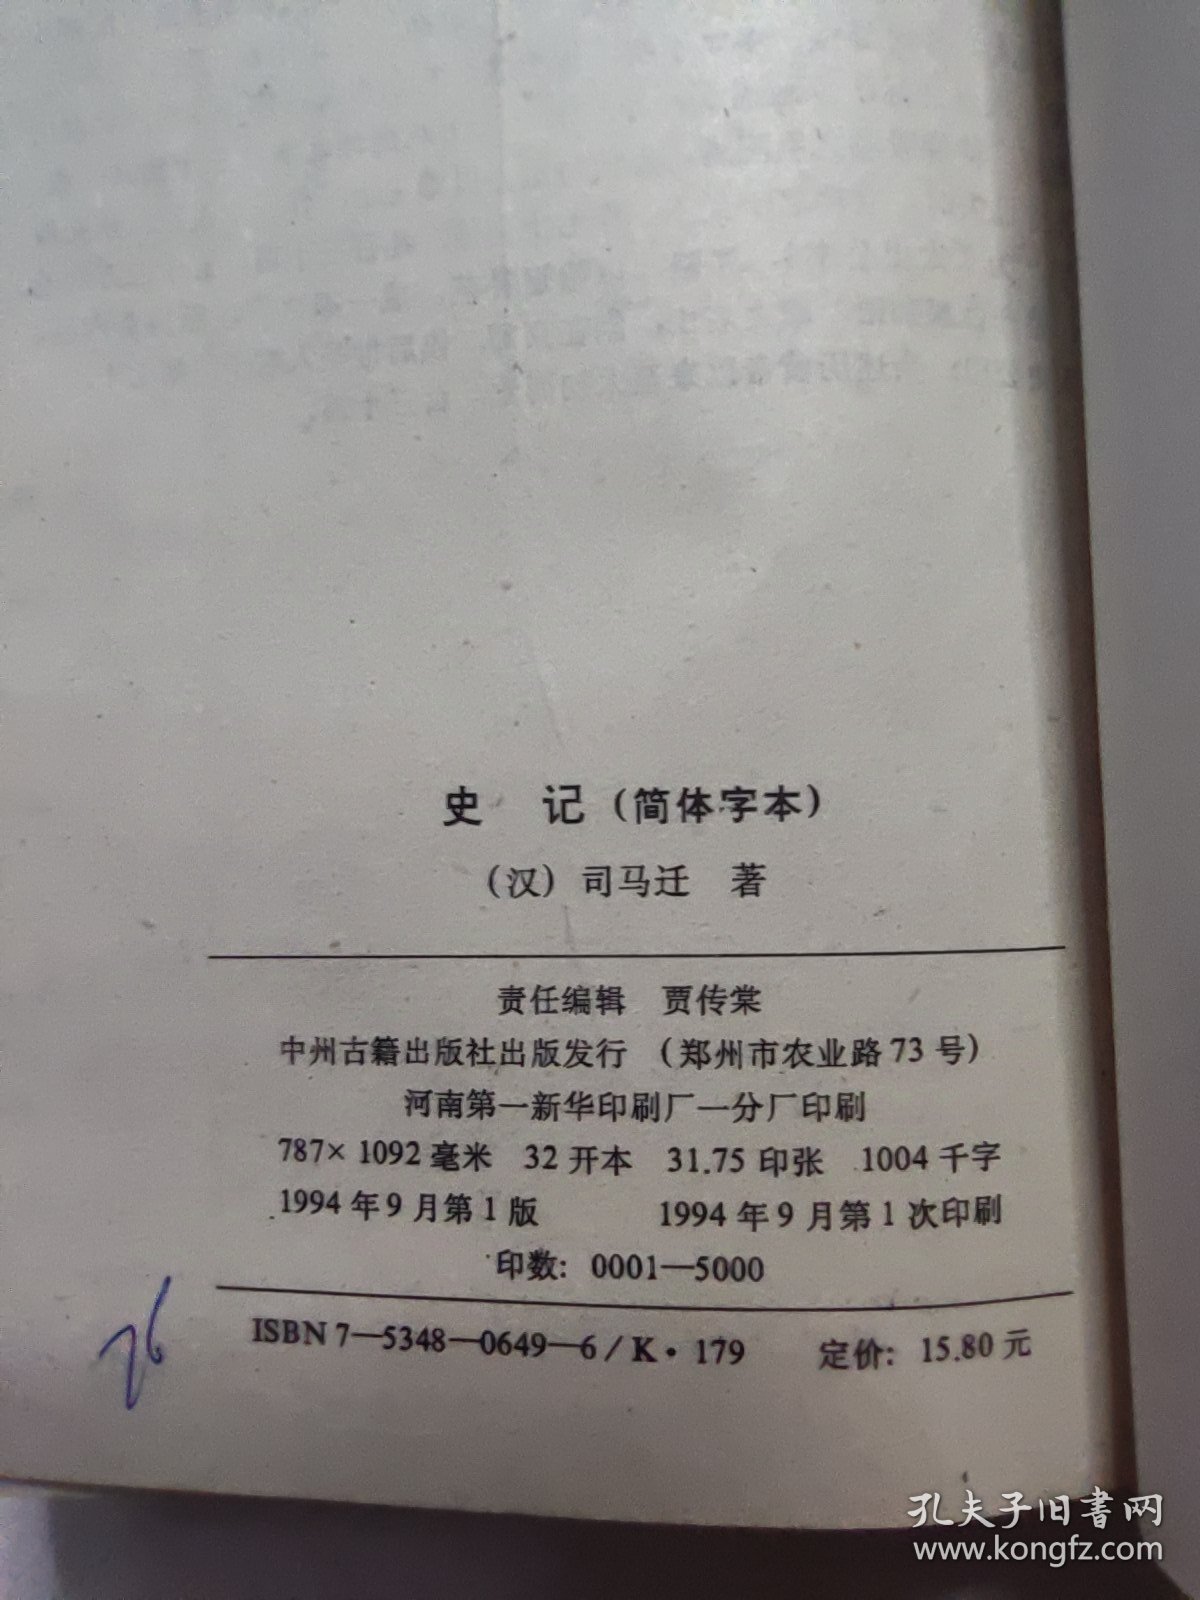 史 记(简体字本)
(汉) 司马迁 著
责任编辑 贾传棠
中州古籍出版社出版发行 (郑州市农业路73号)
河南第一新华印刷厂一分厂印刷
787×1092毫米 32开本 31.75印张 1004千字
1994年9月第1版 1994年9月第1次印刷
印数: 0001—5000
ISBN 7—5348—0649—6/K·179 定价: 15.80元
孔夫子旧书网
www.kongfz.com